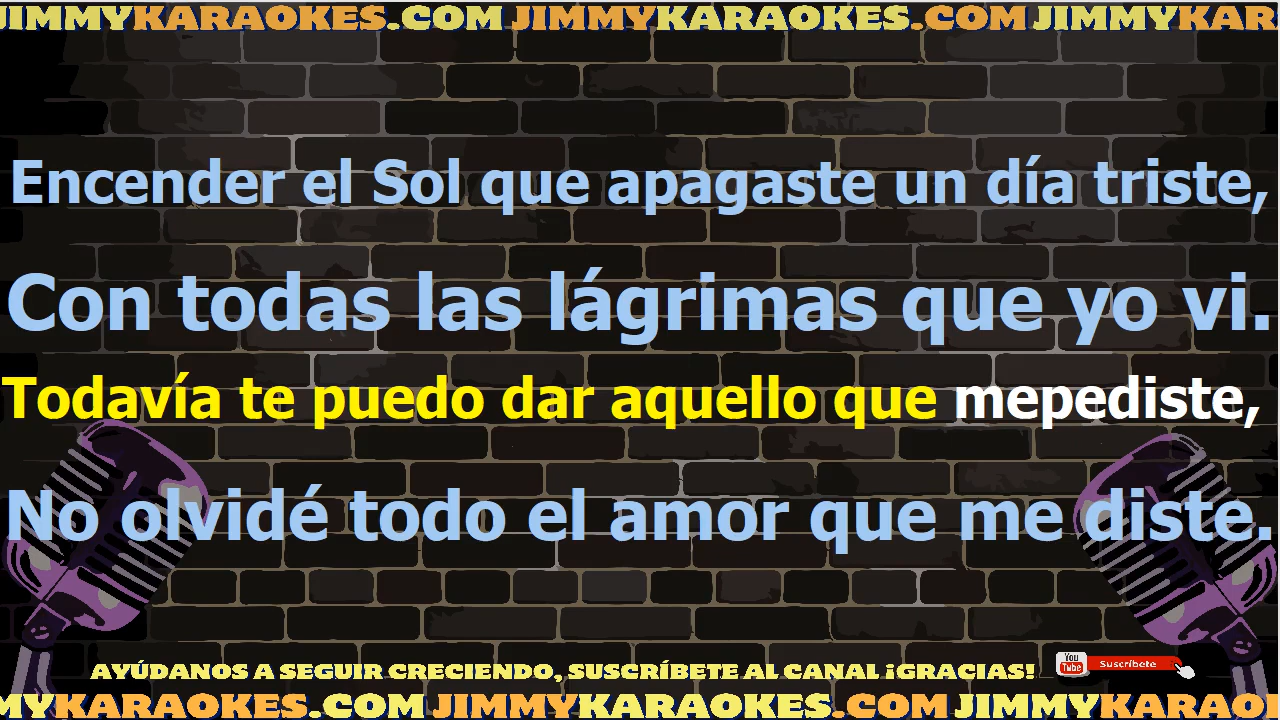 JIMMYKARAOKES.COM JIMMYKARAOKES.COM JIMMYKAR
Encender el Sol que apagaste un día triste,
Con todas las lágrimas que yo vi.
Todavía te puedo dar aquello que mepediste,
No olvidé todo el amor que me diste.
AYÚDANOS A SEGUIR CRECIENDO, SUSCRÍBETE AL CANAL ¡GRACIAS! You Tube Suscríbete
MYKARAOKES.COM JIMMYKARAOKES.COM JIMMYKARAO